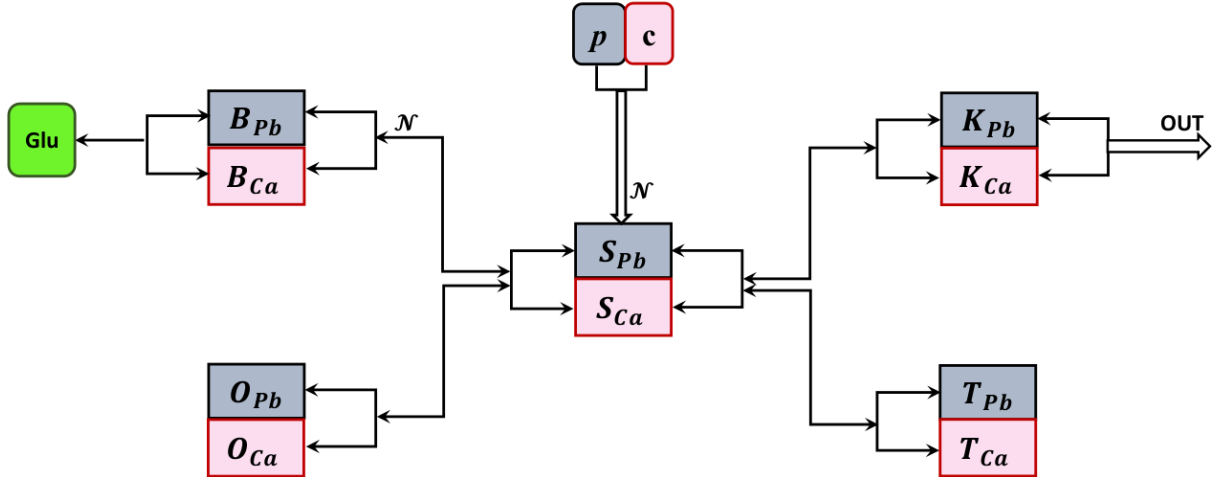 p c
Glu
B_Pb
B_Ca
𝒩
K_Pb
K_Ca
OUT
𝒩
S_Pb
S_Ca
O_Pb
O_Ca
T_Pb
T_Ca